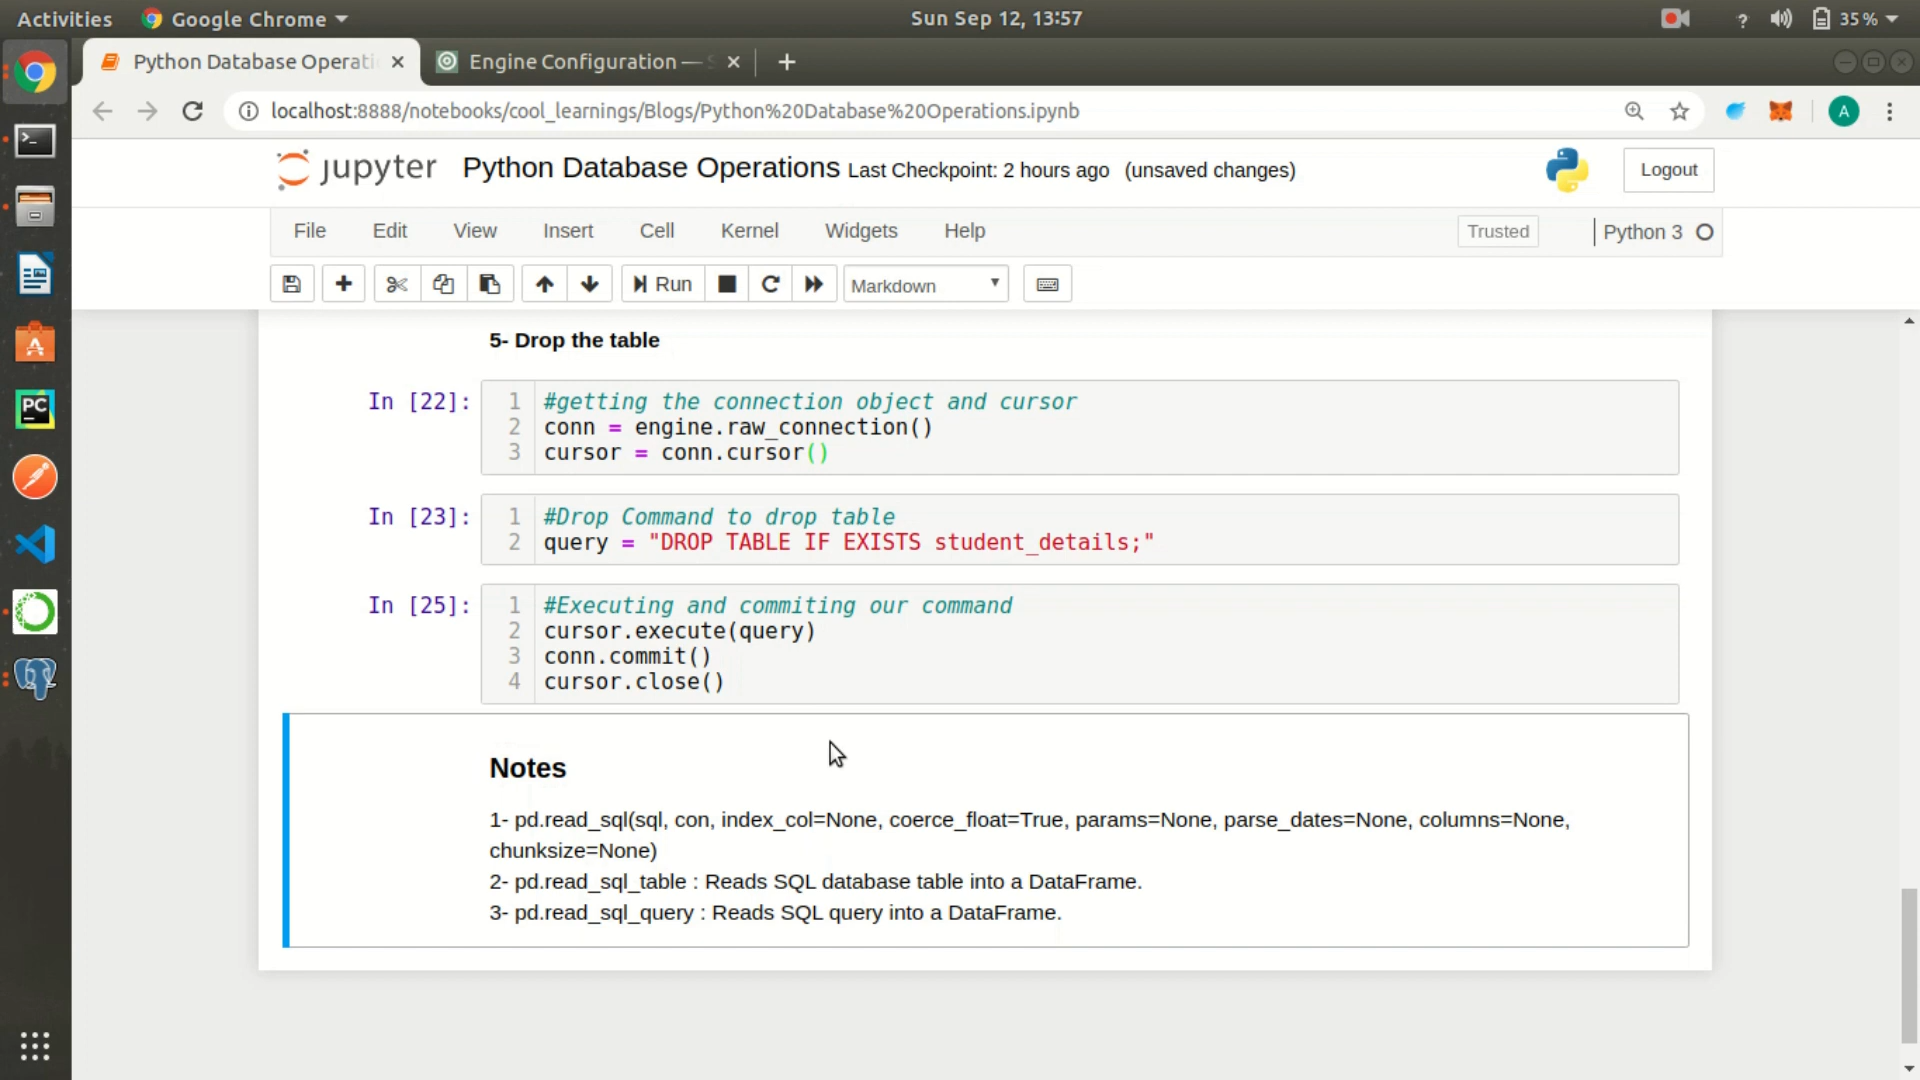 Activities Google Chrome Sun Sep 12, 13:57 ? 35 %
Python Database Operati Engine Configuration — S
localhost:8888/notebooks/cool_learnings/Blogs/Python%20Database%20Operations.ipynb A
jupyter Python Database Operations Last Checkpoint: 2 hours ago (unsaved changes) Logout
File Edit View Insert Cell Kernel Widgets Help Trusted Python 3
Run Markdown
5- Drop the table
In [22]: 1 #getting the connection object and cursor
2 conn = engine.raw_connection()
3 cursor = conn.cursor()
In [23]: 1 #Drop Command to drop table
2 query = "DROP TABLE IF EXISTS student_details;"
In [25]: 1 #Executing and commiting our command
2 cursor.execute(query)
3 conn.commit()
4 cursor.close()
Notes
1- pd.read_sql(sql, con, index_col=None, coerce_float=True, params=None, parse_dates=None, columns=None,
chunksize=None)
2- pd.read_sql_table : Reads SQL database table into a DataFrame.
3- pd.read_sql_query : Reads SQL query into a DataFrame.
PC